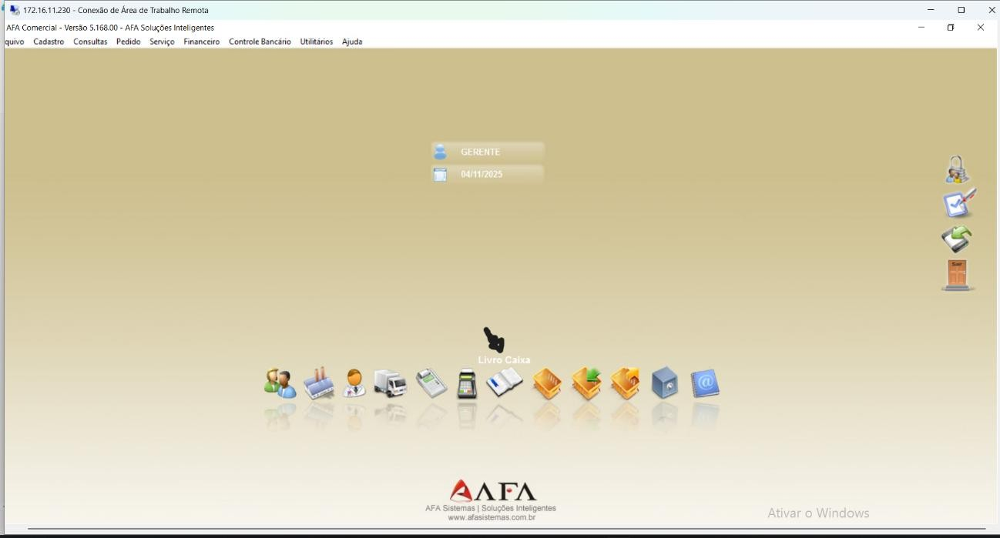 172.16.11.230 - Conexão de Área de Trabalho Remota
AFA Comercial - Versão 5.168.00 - AFA Soluções Inteligentes
quivo Cadastro Consultas Pedido Serviço Financeiro Controle Bancário Utilitários Ajuda
GERENTE
04/11/2025
Sair
Livro Caixa
@
AFA
AFA Sistemas | Soluções Inteligentes
www.afasistemas.com.br
Ativar o Windows